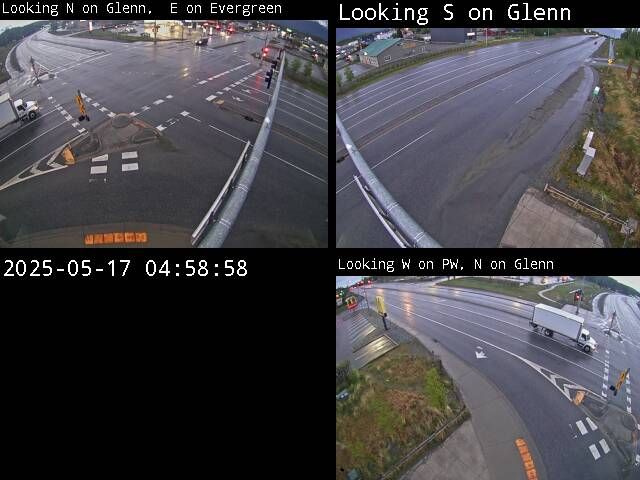 Looking N on Glenn, E on Evergreen
Looking S on Glenn
2025-05-17 04:58:58
Looking W on PW, N on Glenn